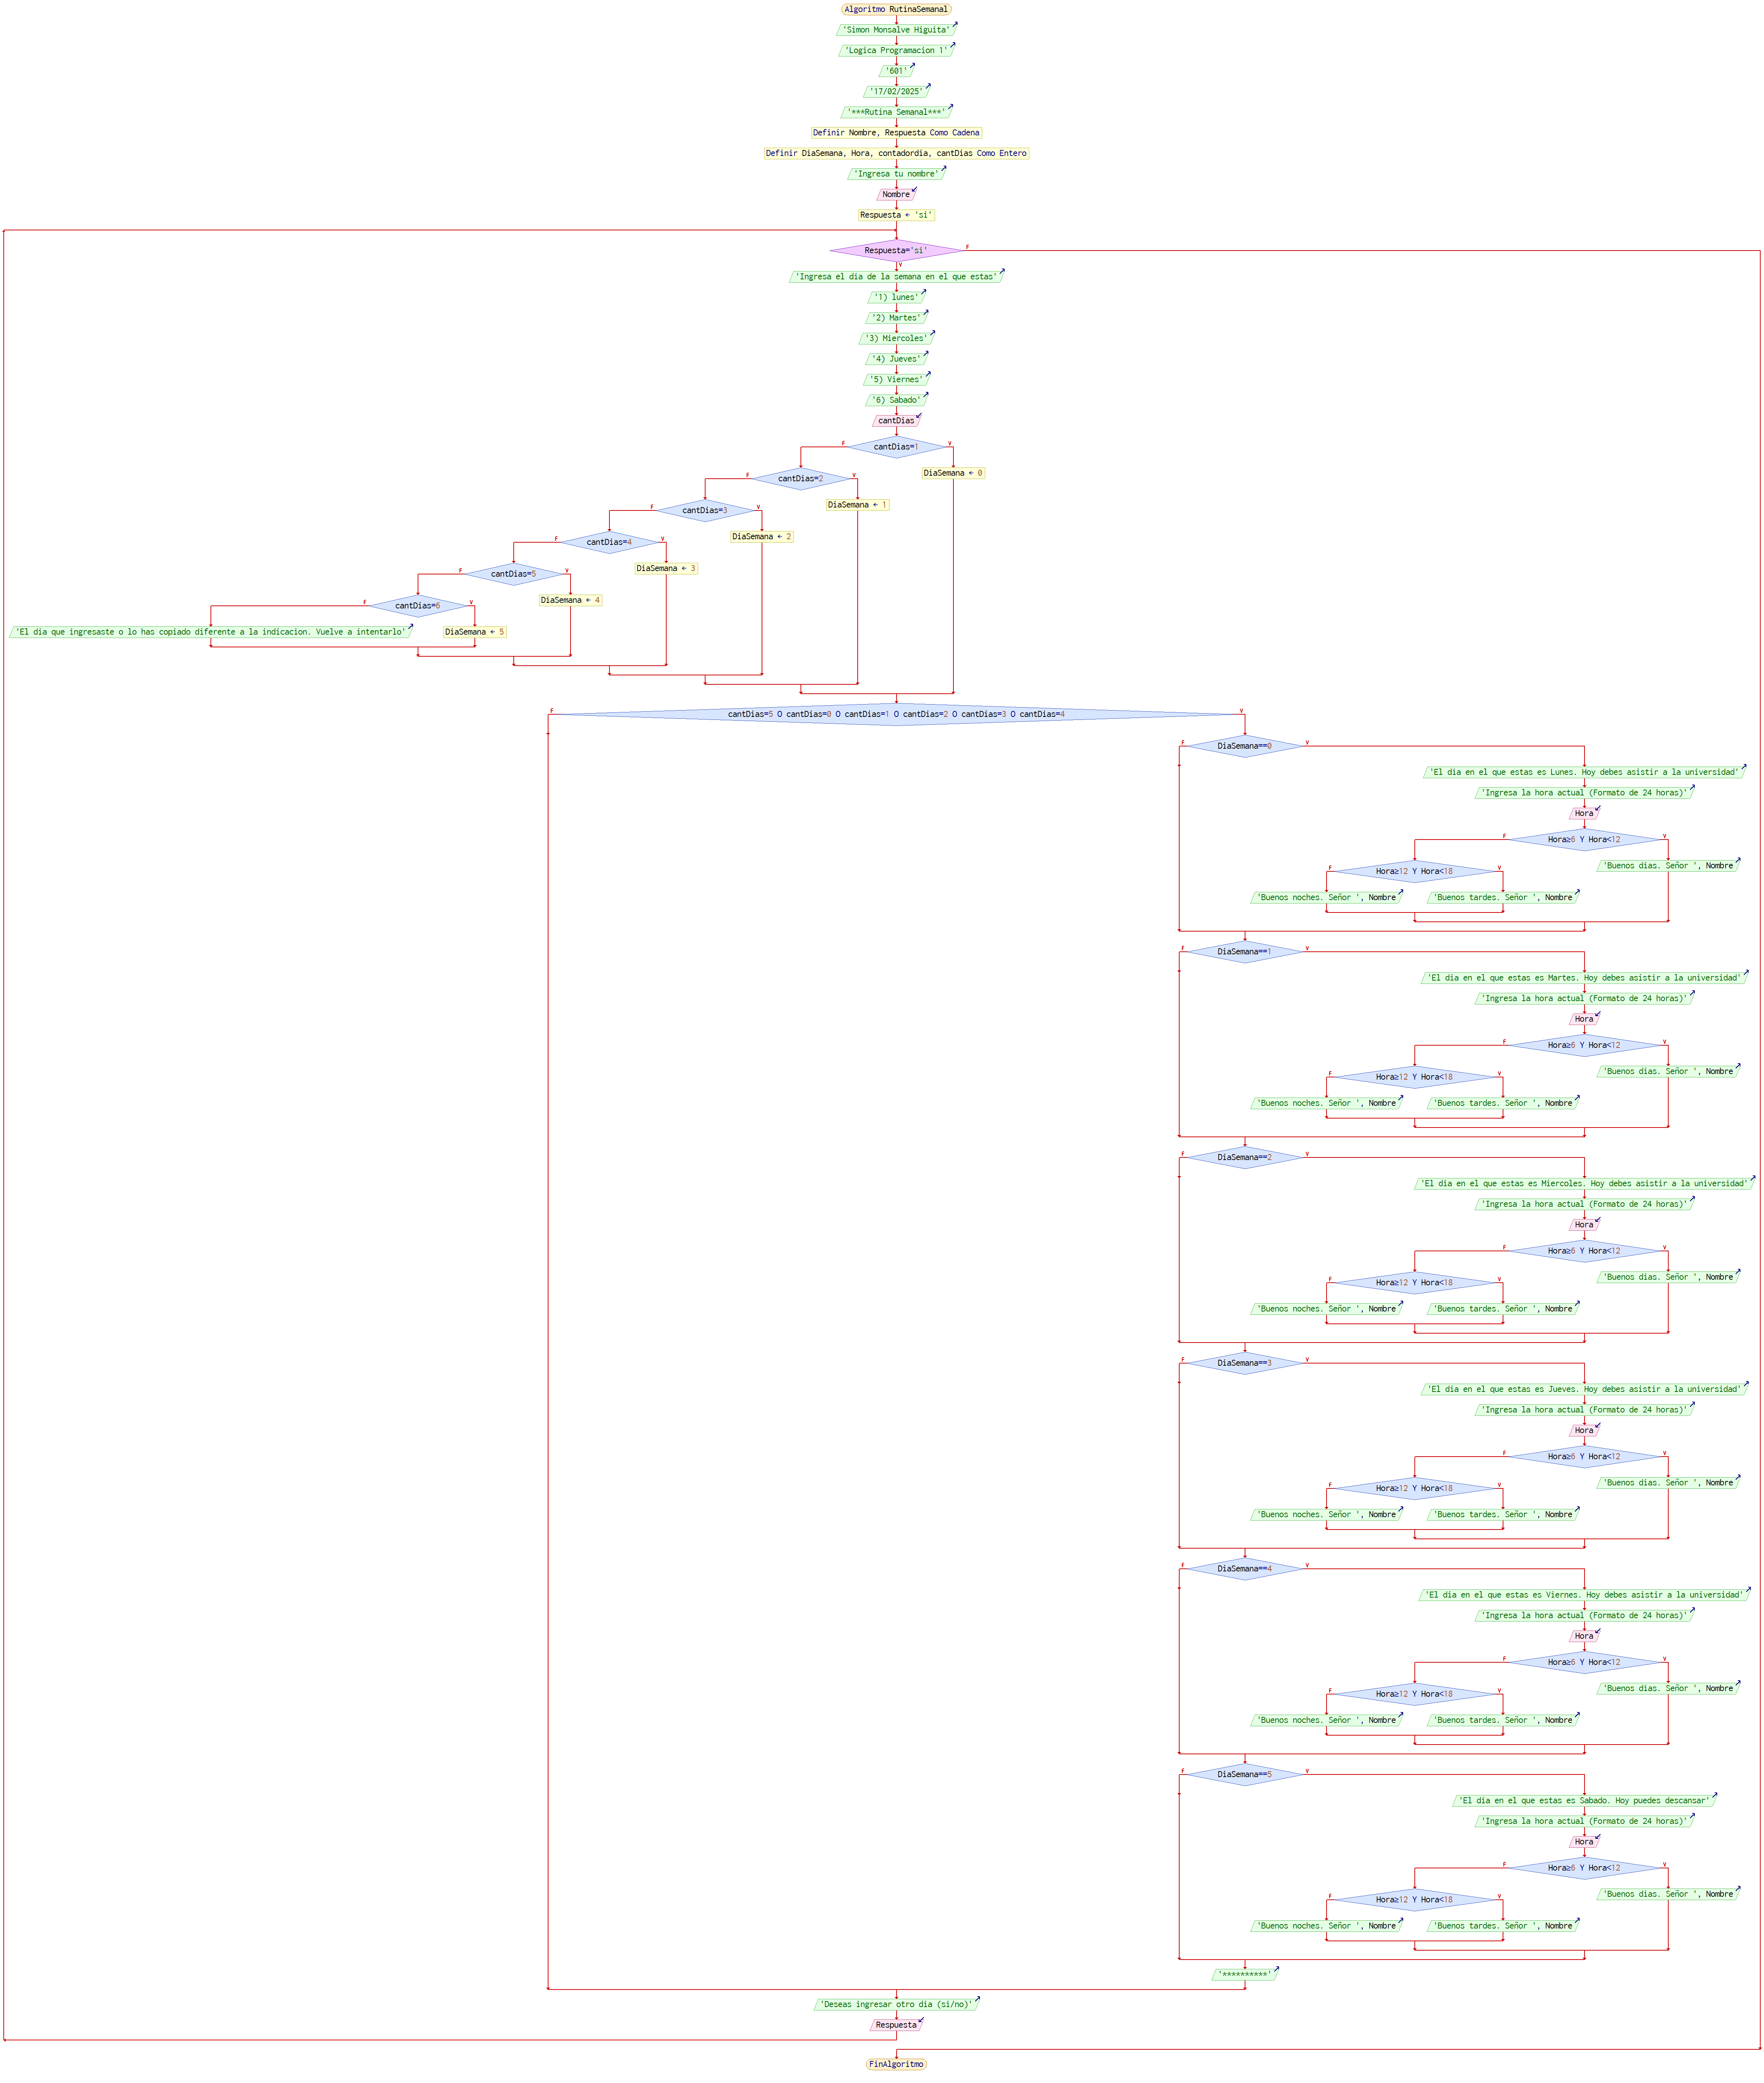 Algoritmo RutinaSemanal
'Simon Monsalve Higuita'
'Logica Programacion 1'
'601'
'17/02/2025'
'***Rutina Semanal***'
Definir Nombre, Respuesta Como Cadena
Definir DiaSemana, Hora, contadordia, cantDias Como Entero
'Ingresa tu nombre'
Nombre
Respuesta ← 'si'
Respuesta='si'
F
V
'Ingresa el dia de la semana en el que estas'
'1) lunes'
'2) Martes'
'3) Miercoles'
'4) Jueves'
'5) Viernes'
'6) Sabado'
cantDias
F cantDias=1 V
DiaSemana ← 0
F cantDias=2 V
DiaSemana ← 1
F cantDias=3 V
DiaSemana ← 2
F cantDias=4 V
DiaSemana ← 3
F cantDias=5 V
DiaSemana ← 4
F cantDias=6 V
'El dia que ingresaste o lo has copiado diferente a la indicacion. Vuelve a intentarlo' DiaSemana ← 5
F cantDias=5 O cantDias=0 O cantDias=1 O cantDias=2 O cantDias=3 O cantDias=4 V
F DiaSemana==0 V
'El dia en el que estas es Lunes. Hoy debes asistir a la universidad'
'Ingresa la hora actual (Formato de 24 horas)'
Hora
F Hora≥6 Y Hora<12 V
'Buenos dias. Señor ', Nombre
F Hora≥12 Y Hora<18 V
'Buenos noches. Señor ', Nombre 'Buenos tardes. Señor ', Nombre
F DiaSemana==1 V
'El dia en el que estas es Martes. Hoy debes asistir a la universidad'
'Ingresa la hora actual (Formato de 24 horas)'
Hora
F Hora≥6 Y Hora<12 V
'Buenos dias. Señor ', Nombre
F Hora≥12 Y Hora<18 V
'Buenos noches. Señor ', Nombre 'Buenos tardes. Señor ', Nombre
F DiaSemana==2 V
'El dia en el que estas es Miercoles. Hoy debes asistir a la universidad'
'Ingresa la hora actual (Formato de 24 horas)'
Hora
F Hora≥6 Y Hora<12 V
'Buenos dias. Señor ', Nombre
F Hora≥12 Y Hora<18 V
'Buenos noches. Señor ', Nombre 'Buenos tardes. Señor ', Nombre
F DiaSemana==3 V
'El dia en el que estas es Jueves. Hoy debes asistir a la universidad'
'Ingresa la hora actual (Formato de 24 horas)'
Hora
F Hora≥6 Y Hora<12 V
'Buenos dias. Señor ', Nombre
F Hora≥12 Y Hora<18 V
'Buenos noches. Señor ', Nombre 'Buenos tardes. Señor ', Nombre
F DiaSemana==4 V
'El dia en el que estas es Viernes. Hoy debes asistir a la universidad'
'Ingresa la hora actual (Formato de 24 horas)'
Hora
F Hora≥6 Y Hora<12 V
'Buenos dias. Señor ', Nombre
F Hora≥12 Y Hora<18 V
'Buenos noches. Señor ', Nombre 'Buenos tardes. Señor ', Nombre
F DiaSemana==5 V
'El dia en el que estas es Sabado. Hoy puedes descansar'
'Ingresa la hora actual (Formato de 24 horas)'
Hora
F Hora≥6 Y Hora<12 V
'Buenos dias. Señor ', Nombre
F Hora≥12 Y Hora<18 V
'Buenos noches. Señor ', Nombre 'Buenos tardes. Señor ', Nombre
'**********'
'Deseas ingresar otro dia (si/no)'
Respuesta
FinAlgoritmo